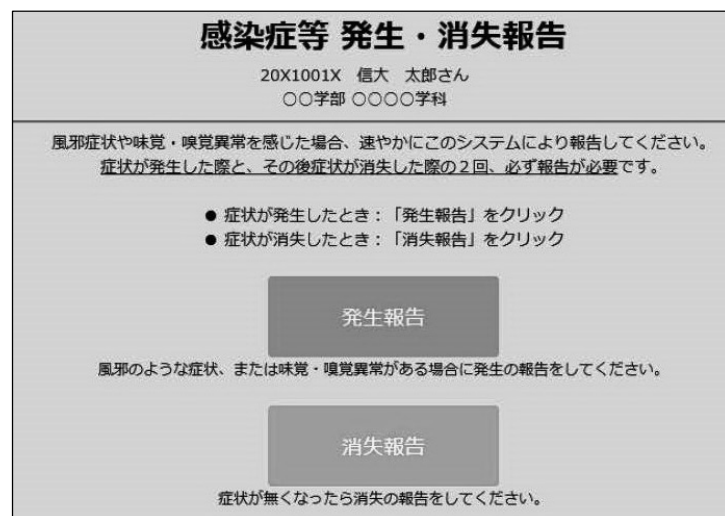 感染症等 発生・消失報告
20X1001X　信大　太郎さん
○○学部 ○○○○学科
風邪症状や味覚・嗅覚異常を感じた場合、速やかにこのシステムにより報告してください。
症状が発生した際と、その後症状が消失した際の２回、必ず報告が必要です。
● 症状が発生したとき：「発生報告」をクリック
● 症状が消失したとき：「消失報告」をクリック
発生報告
風邪のような症状、または味覚・嗅覚異常がある場合に発生の報告をしてください。
消失報告
症状が無くなったら消失の報告をしてください。